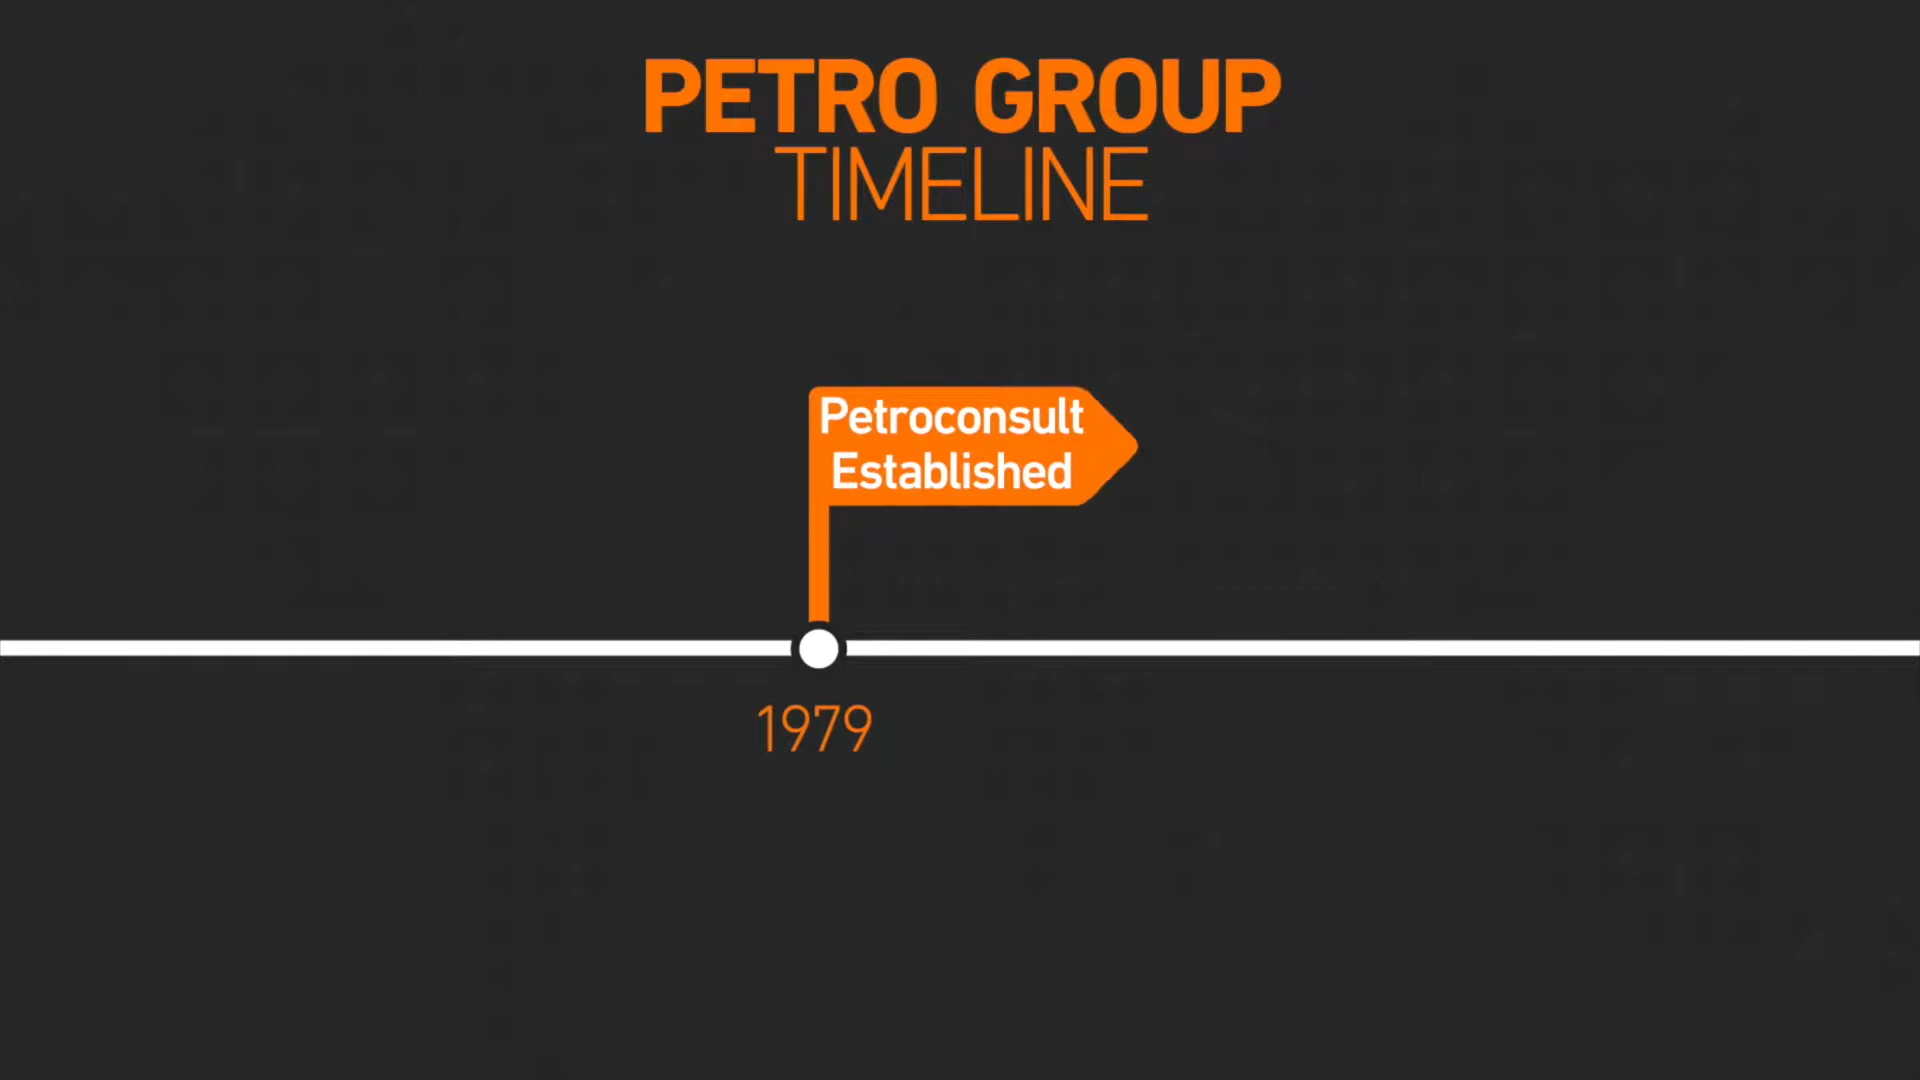 PETRO GROUP
TIMELINE
Petroconsult
Established
1979